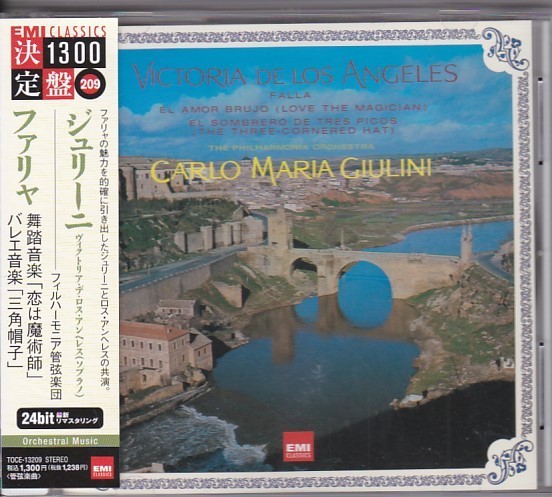 EMI CLASSICS
決定盤
1300
209
ジュリーニ
ファリャ
ファリャの魅力を的確に引き出したジュリーニとロス・アンヘレスの共演。
ヴィクトリア・デ・ロス・アンヘレス(ソプラノ)
フィルハーモニア管弦楽団
舞踏音楽「恋は魔術師」
バレエ音楽「三角帽子」
24bit 最新リマスタリング
Orchestral Music
TOCE-13209 STEREO
税込1,300円(税抜1,238円)
〈管弦楽曲〉
EMI
CLASSICS
VICTORIA DE LOS ANGELES
FALLA
EL AMOR BRUJO (LOVE THE MAGICIAN)
EL SOMBRERO DE TRES PICOS
(THE THREE-CORNERED HAT)
THE PHILHARMONIA ORCHESTRA
CARLO MARIA GIULINI
EMI
CLASSICS